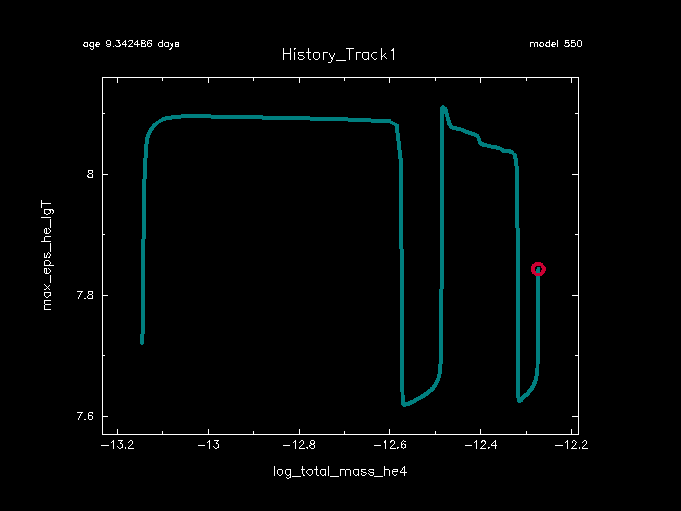 age 9.342486 days
model 550
History_Track1
8
7.8
7.6
max_eps_he_lgT
−13.2 −13 −12.8 −12.6 −12.4 −12.2
log_total_mass_he4